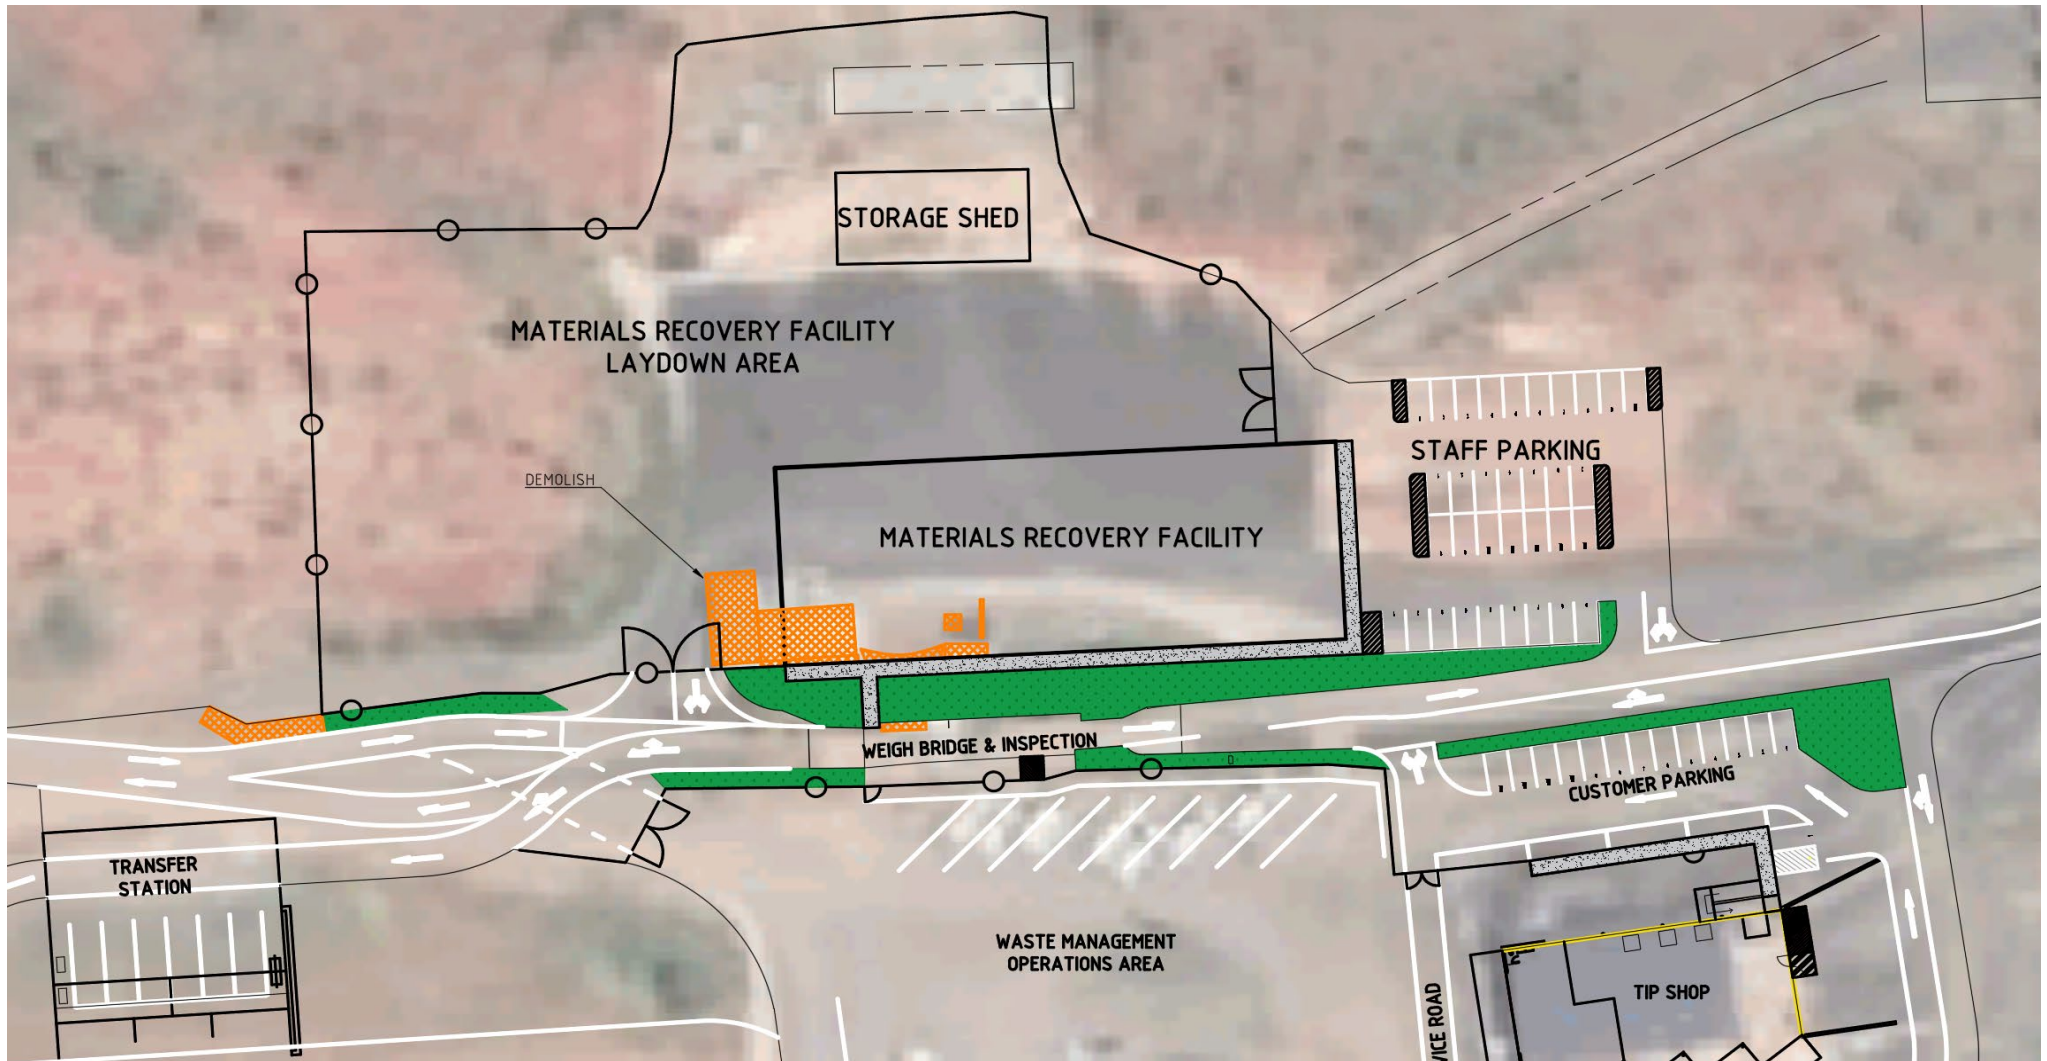 STORAGE SHED
MATERIALS RECOVERY FACILITY
LAYDOWN AREA
STAFF PARKING
DEMOLISH
MATERIALS RECOVERY FACILITY
WEIGH BRIDGE & INSPECTION
CUSTOMER PARKING
TRANSFER
STATION
WASTE MANAGEMENT
OPERATIONS AREA
TIP SHOP
ROAD